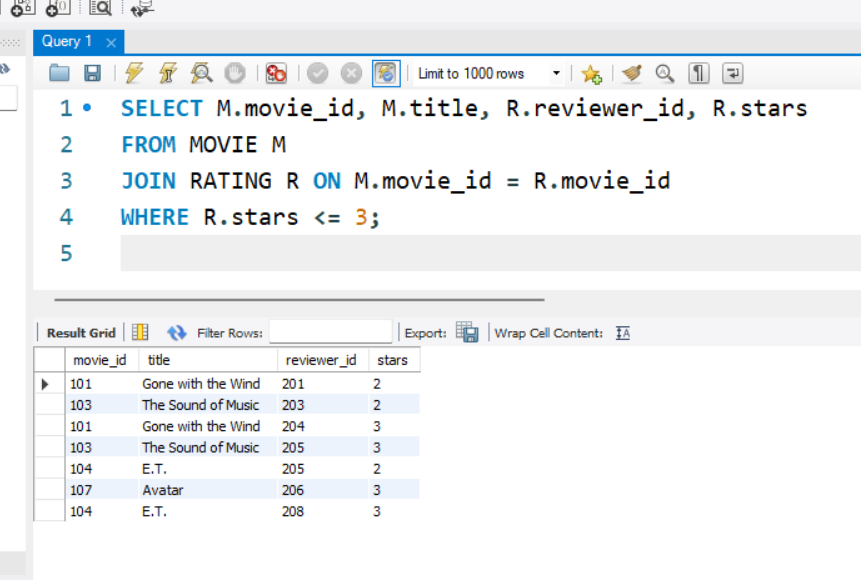 Query 1
Limit to 1000 rows
1 SELECT M.movie_id, M.title, R.reviewer_id, R.stars
2 FROM MOVIE M
3 JOIN RATING R ON M.movie_id = R.movie_id
4 WHERE R.stars <= 3;
5
Result Grid Filter Rows: Export: Wrap Cell Content: IA
movie_id title reviewer_id stars
101 Gone with the Wind 201 2
103 The Sound of Music 203 2
101 Gone with the Wind 204 3
103 The Sound of Music 205 3
104 E.T. 205 2
107 Avatar 206 3
104 E.T. 208 3